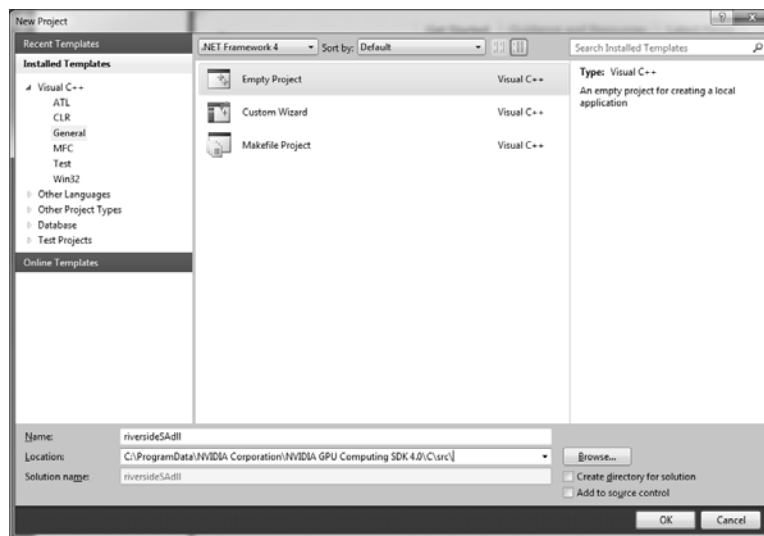 New Project
Recent Templates
.NET Framework 4
Sort by:
Default
Search Installed Templates
Installed Templates
Visual C++
ATL
CLR
General
MFC
Test
Win32
Other Languages
Other Project Types
Database
Test Projects
Online Templates
Empty Project
Visual C++
Custom Wizard
Visual C++
Makefile Project
Visual C++
Type: Visual C++
An empty project for creating a local
application
Name:
riversideSAdll
Location:
C:\ProgramData\NVIDIA Corporation\NVIDIA GPU Computing SDK 4.0\C\src\
Browse...
Solution name:
riversideSAdll
Create directory for solution
Add to source control
OK
Cancel